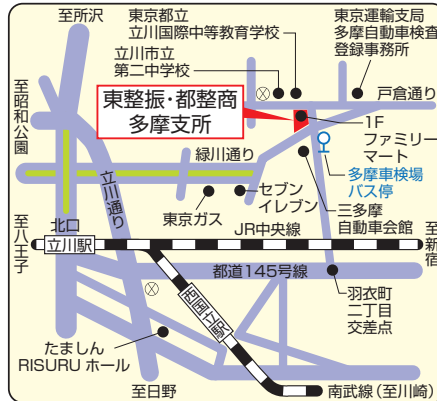 至所沢
東京都立
立川国際中等教育学校
東京運輸支局
多摩自動車検査
登録事務所
立川市立
第二中学校
戸倉通り
至昭和公園
東整振・都整商
多摩支所
1F
ファミリー
マート
緑川通り
多摩車検場
バス停
立川通り
セブン
イレブン
東京ガス
三多摩
自動車会館
北口
至八王子
立川駅
JR中央線
至新宿
都道145号線
西国立駅
羽衣町
二丁目
交差点
たましん
RISURUホール
至日野
南武線(至川崎)